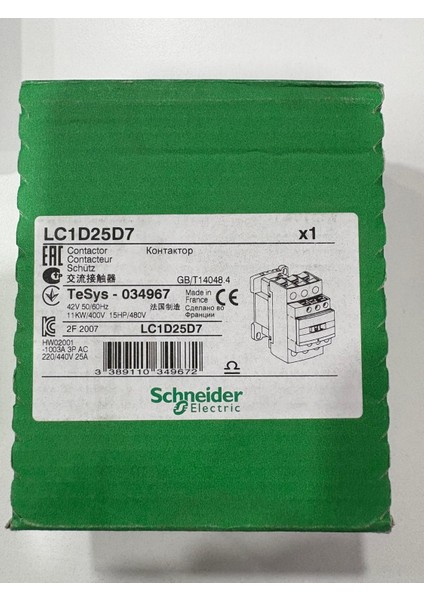 LC1D25D7 x1
EAC Contactor Контактор
Contacteur
Schütz
交流接触器 GB/T14048.4
TeSys - 034967 Made in France CE
42V 50/60Hz 法国制造 Сделано во Франции
11KW/400V 15HP/480V
2F 2007 LC1D25D7
HW02001
-1003A 3P AC
220/440V 25A
3 389110 349672
Schneider
Electric